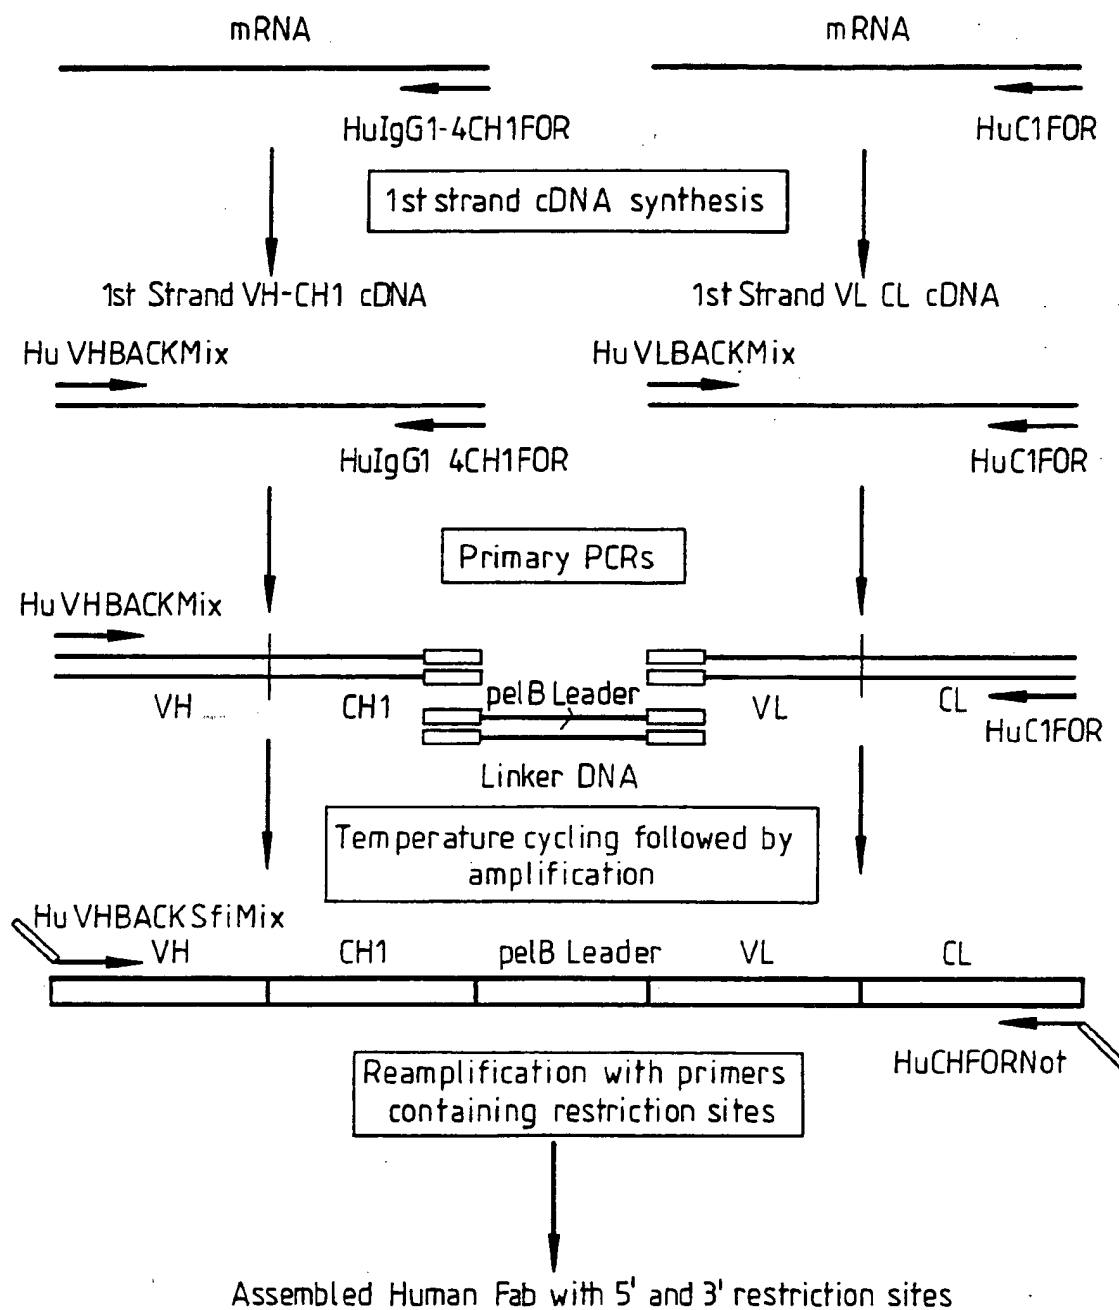 mRNA mRNA
HuIgG1-4CH1FOR HuC1FOR
1st strand cDNA synthesis
1st Strand VH-CH1 cDNA 1st Strand VL CL cDNA
Hu VHBACKMix Hu VLBACKMix
HuIgG1 4CH1FOR HuC1FOR
Primary PCRs
Hu VHBACKMix
VH CH1 pelB Leader VL CL
HuC1FOR
Linker DNA
Temperature cycling followed by
amplification
Hu VHBACKSfiMix
VH CH1 pelB Leader VL CL
HuCHFORNot
Reamplification with primers
containing restriction sites
Assembled Human Fab with 5' and 3' restriction sites